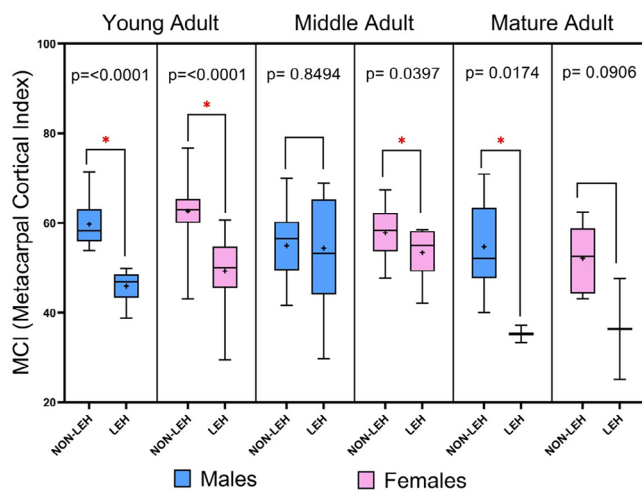 Young Adult Middle Adult Mature Adult
MCI (Metacarpal Cortical Index)
100
80
60
40
20
p=<0.0001 p=<0.0001 p= 0.8494 p= 0.0397 p= 0.0174 p= 0.0906
* * * *
NON-LEH LEH NON-LEH LEH NON-LEH LEH NON-LEH LEH NON-LEH LEH NON-LEH LEH
Males Females